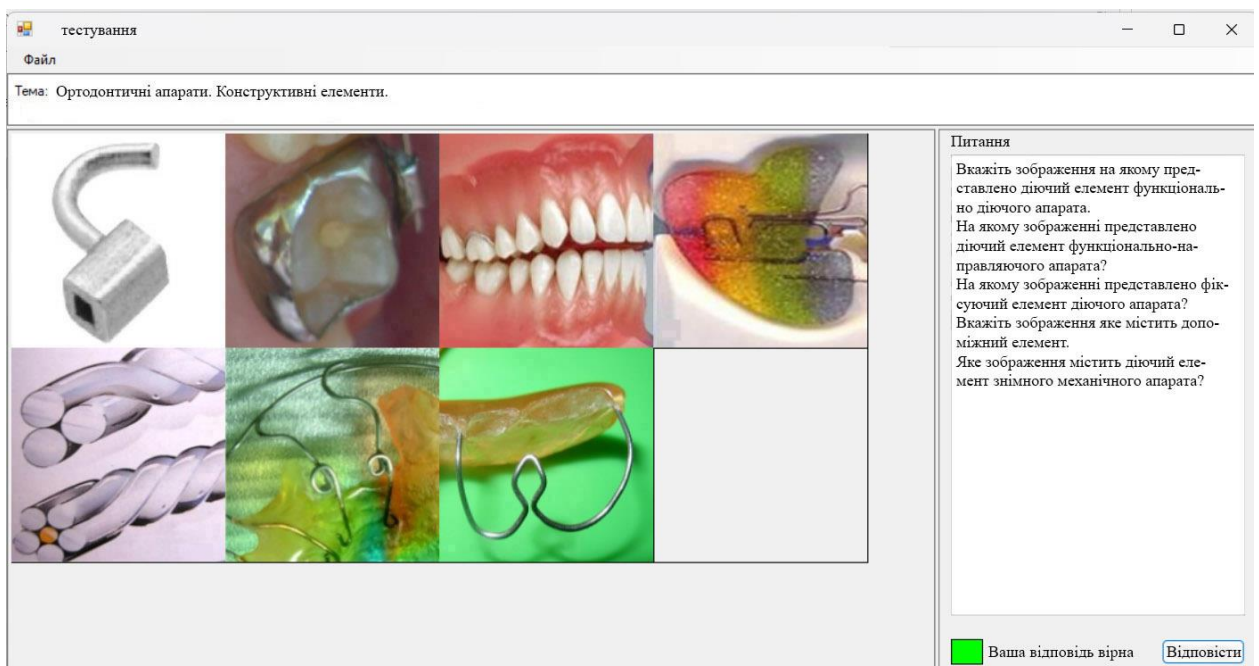 тестування
Файл
Тема: Ортодонтичні апарати. Конструктивні елементи.
Питання
Вкажіть зображення на якому пред-
ставлено діючий елемент функціональ-
но діючого апарата.
На якому зображенні представлено
діючий елемент функціонально-на-
правляючого апарата?
На якому зображенні представлено фік-
суючий елемент діючого апарата?
Вкажіть зображення яке містить допо-
міжний елемент.
Яке зображення містить діючий еле-
мент знімного механічного апарата?
Ваша відповідь вірна
Відповісти